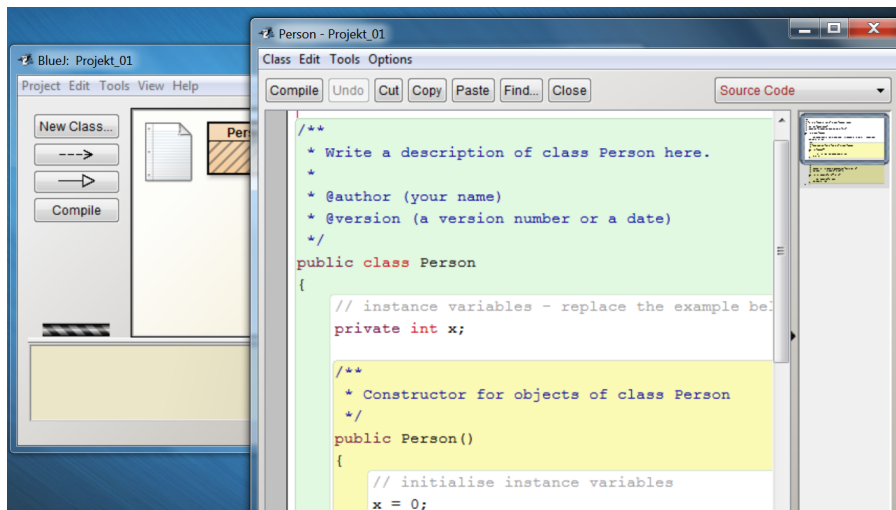 BlueJ: Projekt_01
Project Edit Tools View Help
New Class...
Compile
Pers
Person - Projekt_01
Class Edit Tools Options
Compile Undo Cut Copy Paste Find... Close Source Code
/**
* Write a description of class Person here.
*
* @author (your name)
* @version (a version number or a date)
*/
public class Person
{
// instance variables - replace the example bel
private int x;
/**
* Constructor for objects of class Person
*/
public Person()
{
// initialise instance variables
x = 0;